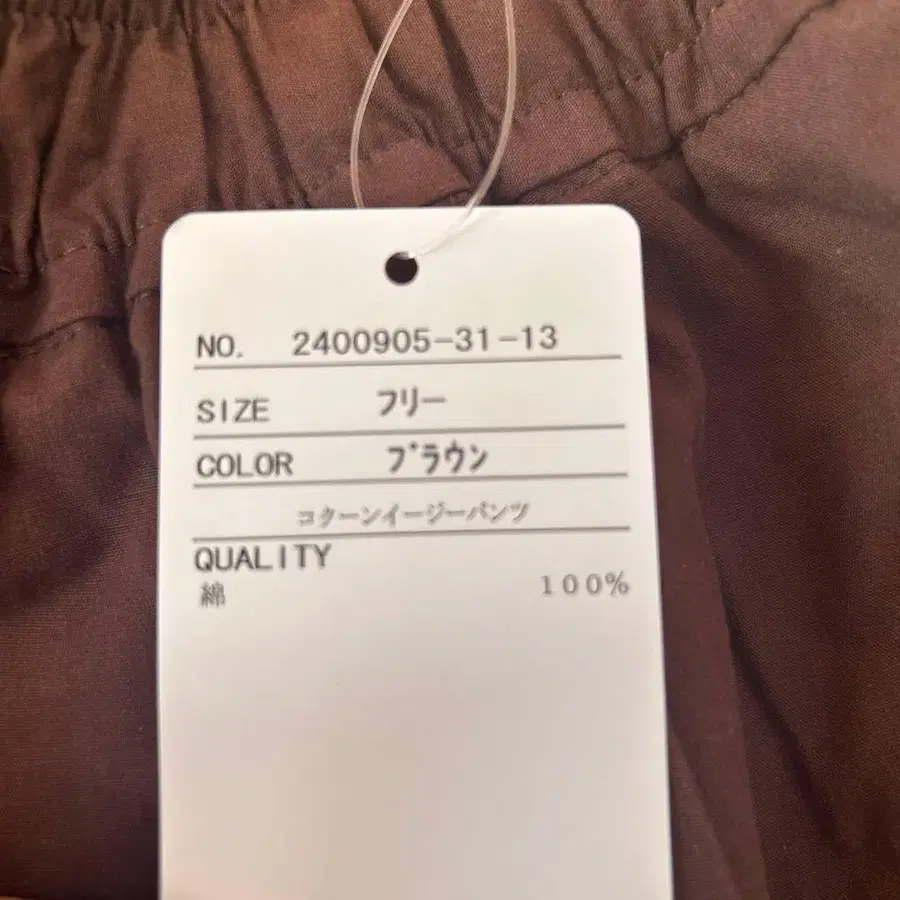 NO. 2400905-31-13
SIZE フリー
COLOR ブラウン
コクーンイージーパンツ
QUALITY
綿 100%